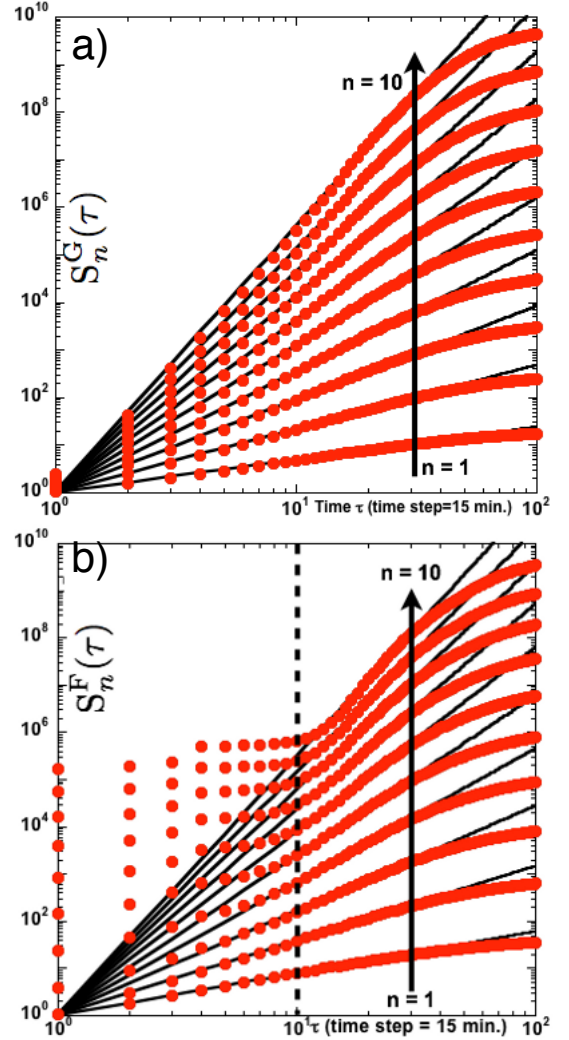 a)
10^10
10^8
10^6
10^4
10^2
10^0
S_n^G(τ)
n = 10
n = 1
10^0
10^1
Time τ (time step=15 min.)
10^2
b)
10^10
10^8
10^6
10^4
10^2
10^0
S_n^F(τ)
n = 10
n = 1
10^0
10^1
τ (time step = 15 min.)
10^2